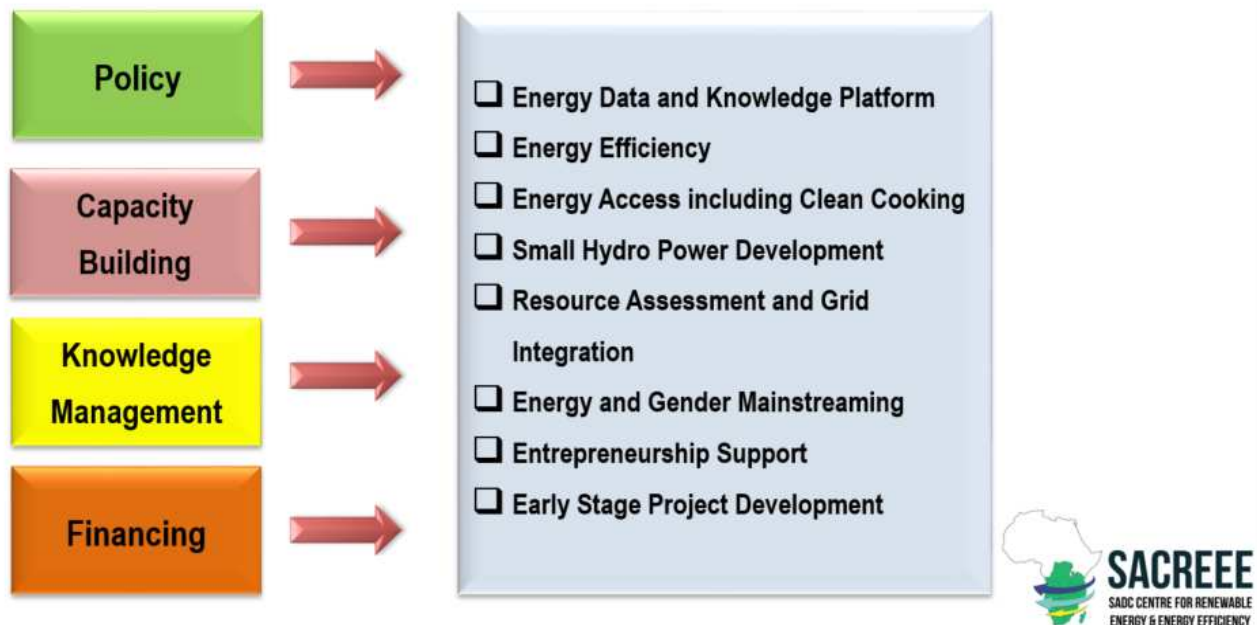 Policy
Capacity
Building
Knowledge
Management
Financing
Energy Data and Knowledge Platform
Energy Efficiency
Energy Access including Clean Cooking
Small Hydro Power Development
Resource Assessment and Grid
Integration
Energy and Gender Mainstreaming
Entrepreneurship Support
Early Stage Project Development
SACREEE
SADC CENTRE FOR RENEWABLE
ENERGY & ENERGY EFFICIENCY